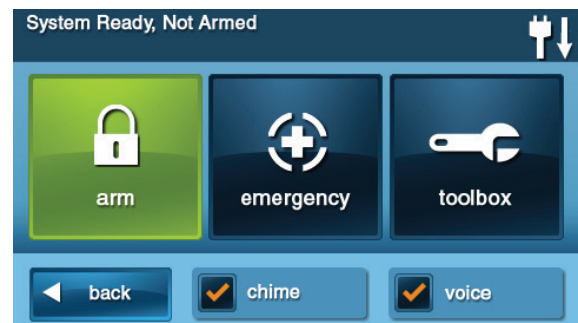 System Ready, Not Armed
arm
emergency
toolbox
back
chime
voice